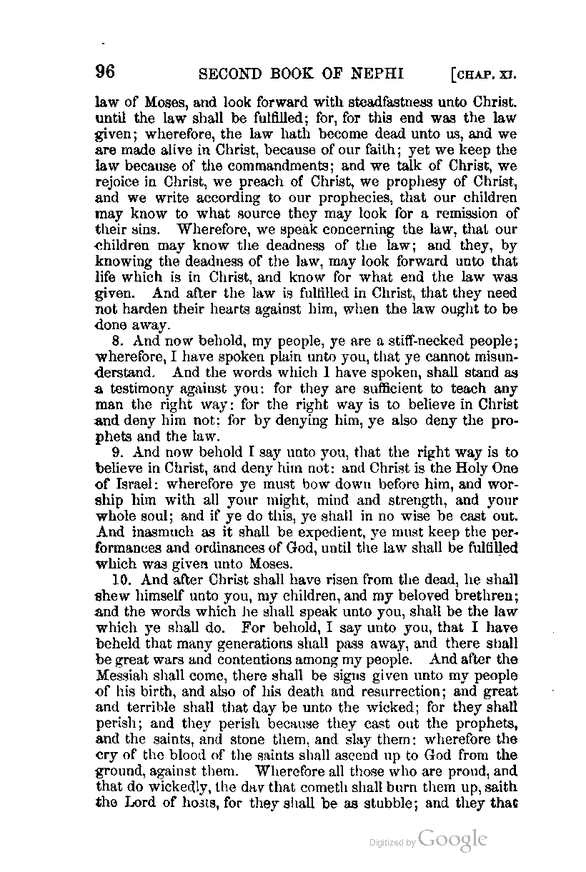 96 SECOND BOOK OF NEPHI [CHAP. XI.
law of Moses, and look forward with steadfastness unto Christ.
until the law shall be fulfilled; for, for this end was the law
given; wherefore, the law hath become dead unto us, and we
are made alive in Christ, because of our faith; yet we keep the
law because of the commandments; and we talk of Christ, we
rejoice in Christ, we preach of Christ, we prophesy of Christ,
and we write according to our prophecies, that our children
may know to what source they may look for a remission of
their sins. Wherefore, we speak concerning the law, that our
children may know the deadness of the law; and they, by
knowing the deadness of the law, may look forward unto that
life which is in Christ, and know for what end the law was
given. And after the law is fulfilled in Christ, that they need
not harden their hearts against him, when the law ought to be
done away.
8. And now behold, my people, ye are a stiff-necked people;
wherefore, I have spoken plain unto you, that ye cannot misun-
derstand. And the words which I have spoken, shall stand as
a testimony against you: for they are sufficient to teach any
man the right way: for the right way is to believe in Christ
and deny him not: for by denying him, ye also deny the pro-
phets and the law.
9. And now behold I say unto you, that the right way is to
believe in Christ, and deny him not: and Christ is the Holy One
of Israel: wherefore ye must bow down before him, and wor-
ship him with all your might, mind and strength, and your
whole soul; and if ye do this, ye shall in no wise be cast out.
And inasmuch as it shall be expedient, ye must keep the per-
formances and ordinances of God, until the law shall be fulfilled
which was given unto Moses.
10. And after Christ shall have risen from the dead, he shall
shew himself unto you, my children, and my beloved brethren;
and the words which he shall speak unto you, shall be the law
which ye shall do. For behold, I say unto you, that I have
beheld that many generations shall pass away, and there shall
be great wars and contentions among my people. And after the
Messiah shall come, there shall be signs given unto my people
of his birth, and also of his death and resurrection; and great
and terrible shall that day be unto the wicked; for they shall
perish; and they perish because they cast out the prophets,
and the saints, and stone them, and slay them: wherefore the
cry of the blood of the saints shall ascend up to God from the
ground, against them. Wherefore all those who are proud, and
that do wickedly, the day that cometh shall burn them up, saith
the Lord of hosts, for they shall be as stubble; and they that
Digitized by Google